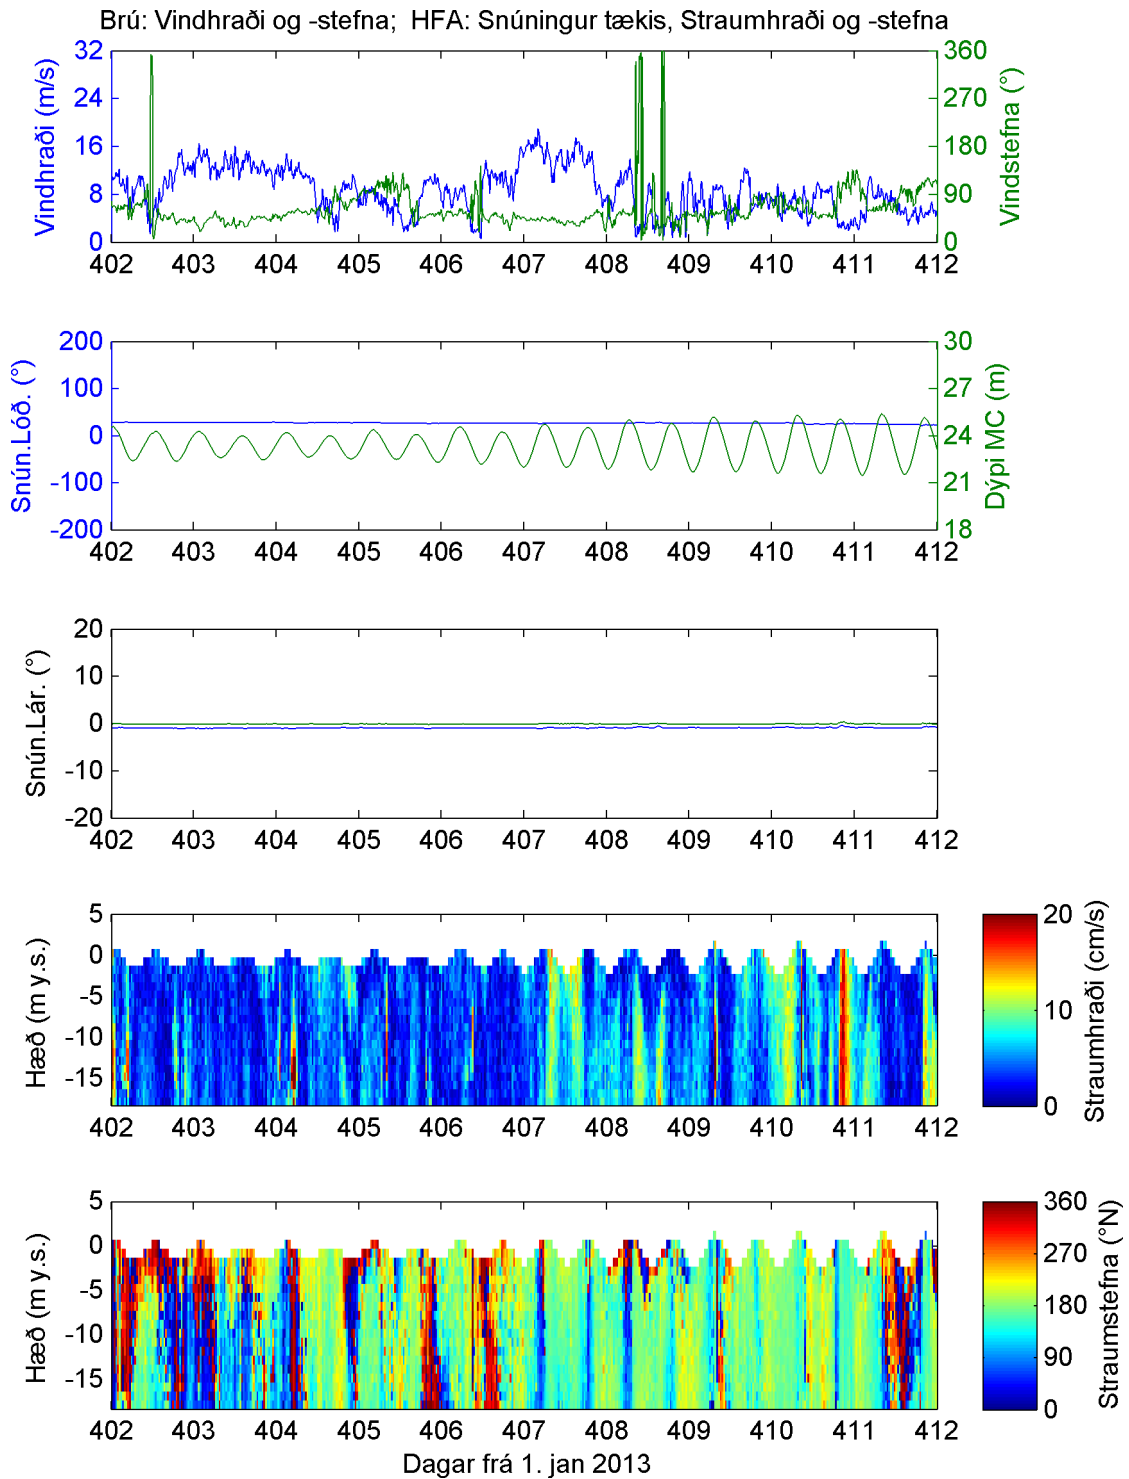 Brú: Vindhraði og -stefna;  HFA: Snúningur tækis, Straumhraði og -stefna
Vindhraði (m/s)
32
24
16
8
0
360
270
180
90
0
Vindstefna (°)
402 403 404 405 406 407 408 409 410 411 412
Snún.Lóð. (°)
200
100
0
-100
-200
30
27
24
21
18
Dýpi MC (m)
402 403 404 405 406 407 408 409 410 411 412
Snún.Lár. (°)
20
10
0
-10
-20
402 403 404 405 406 407 408 409 410 411 412
Hæð (m y.s.)
5
0
-5
-10
-15
20
10
0
Straumhraði (cm/s)
402 403 404 405 406 407 408 409 410 411 412
Hæð (m y.s.)
5
0
-5
-10
-15
360
270
180
90
0
Straumstefna (°N)
402 403 404 405 406 407 408 409 410 411 412
Dagar frá 1. jan 2013